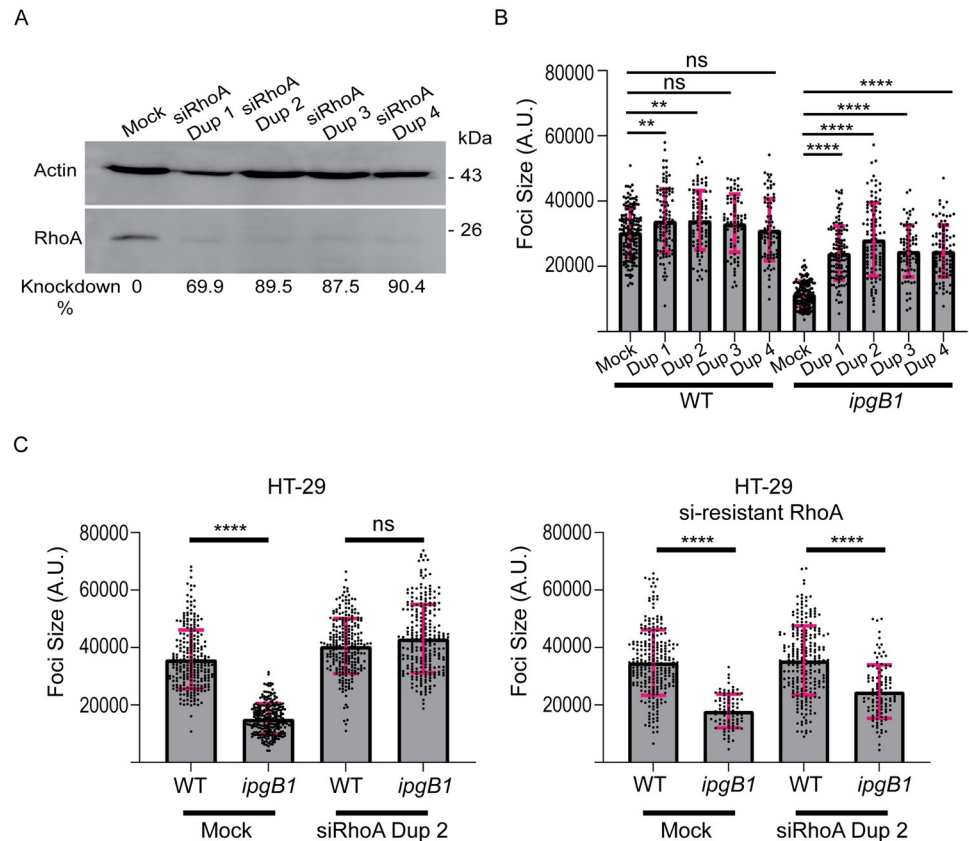 A
Mock
siRhoA
Dup 1
siRhoA
Dup 2
siRhoA
Dup 3
siRhoA
Dup 4
kDa
Actin
- 43
RhoA
- 26
Knockdown 0 69.9 89.5 87.5 90.4
%
B
ns
ns
**
**
****
****
****
****
80000
60000
40000
20000
Foci Size (A.U.)
Mock Dup 1 Dup 2 Dup 3 Dup 4 Mock Dup 1 Dup 2 Dup 3 Dup 4
WT ipgB1
C
HT-29
**** ns
80000
60000
40000
20000
Foci Size (A.U.)
WT ipgB1 WT ipgB1
Mock siRhoA Dup 2
HT-29
si-resistant RhoA
**** ****
80000
60000
40000
20000
Foci Size (A.U.)
WT ipgB1 WT ipgB1
Mock siRhoA Dup 2